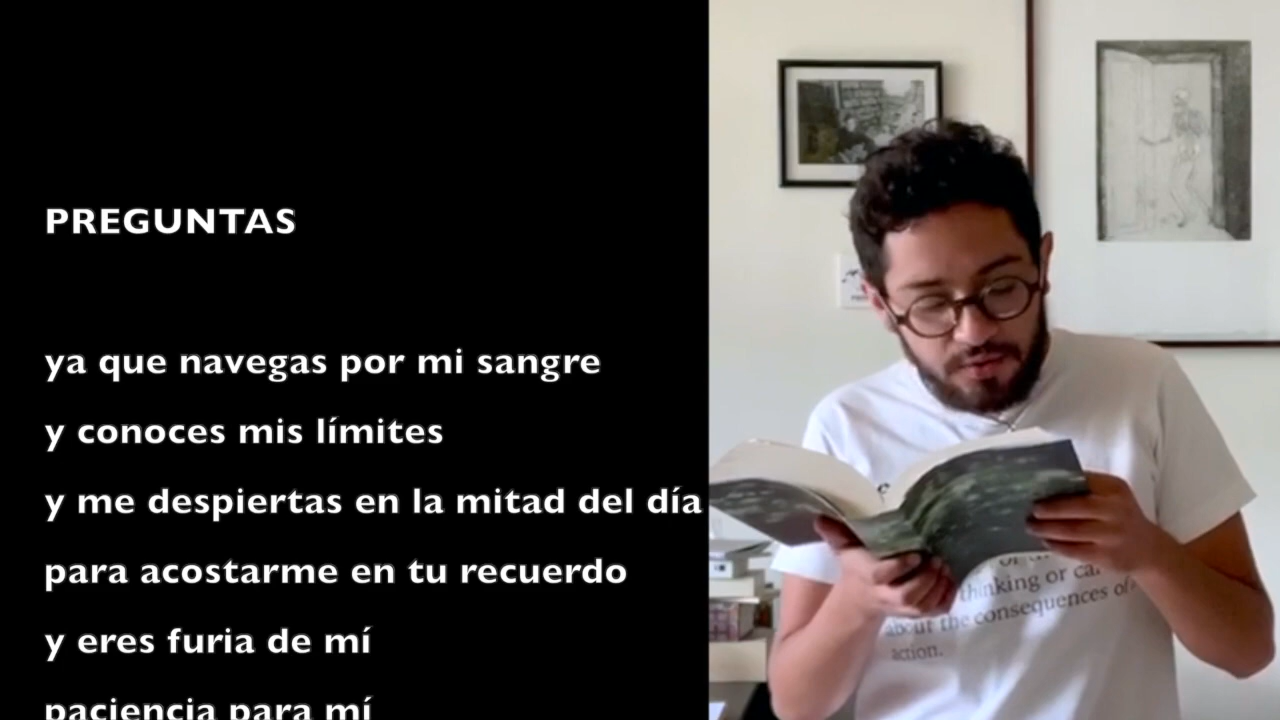 PREGUNTAS
ya que navegas por mi sangre
y conoces mis límites
y me despiertas en la mitad del día
para acostarme en tu recuerdo
y eres furia de mí
paciencia para mí
thinking or
about the consequences of
action.